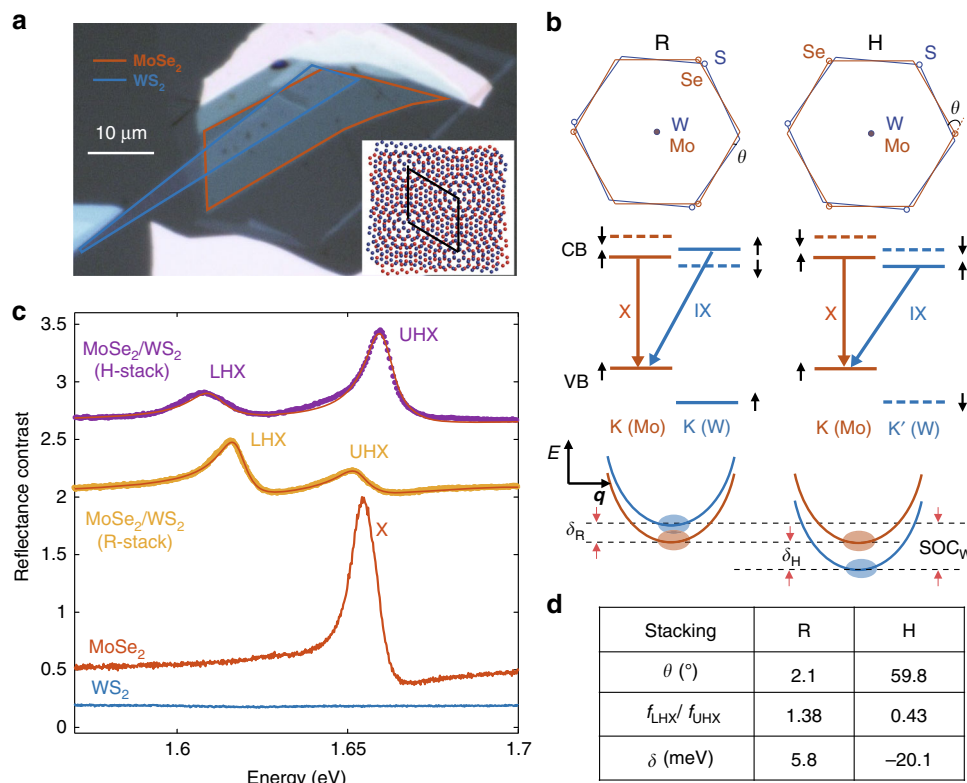 a
MoSe2
WS2
10 μm
b
R
H
S
Se
W
Mo
θ
Se
S
θ
W
Mo
CB
X
IX
X
IX
VB
K (Mo)
K (W)
K (Mo)
K′ (W)
E
q
δR
δH
SOCW
c
Reflectance contrast
3.5
3
2.5
2
1.5
1
0.5
0
MoSe2/WS2
(H-stack)
LHX
UHX
LHX
UHX
MoSe2/WS2
(R-stack)
X
MoSe2
WS2
1.6
1.65
1.7
Energy (eV)
d
Stacking R H
θ (°) 2.1 59.8
fLHX/ fUHX 1.38 0.43
δ (meV) 5.8 –20.1